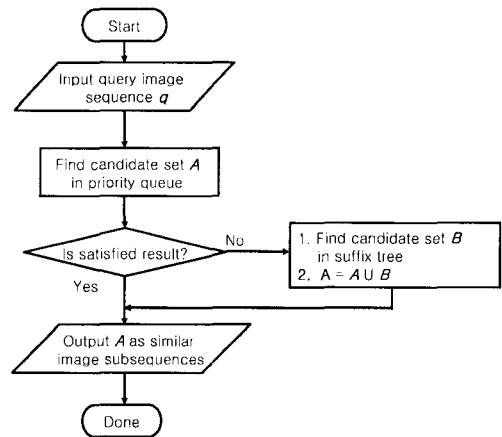 Start
Input query image
sequence q
Find candidate set A
in priority queue
Is satisfied result?
No
1. Find candidate set B
in suffix tree
2. A = A ∪ B
Yes
Output A as similar
image subsequences
Done